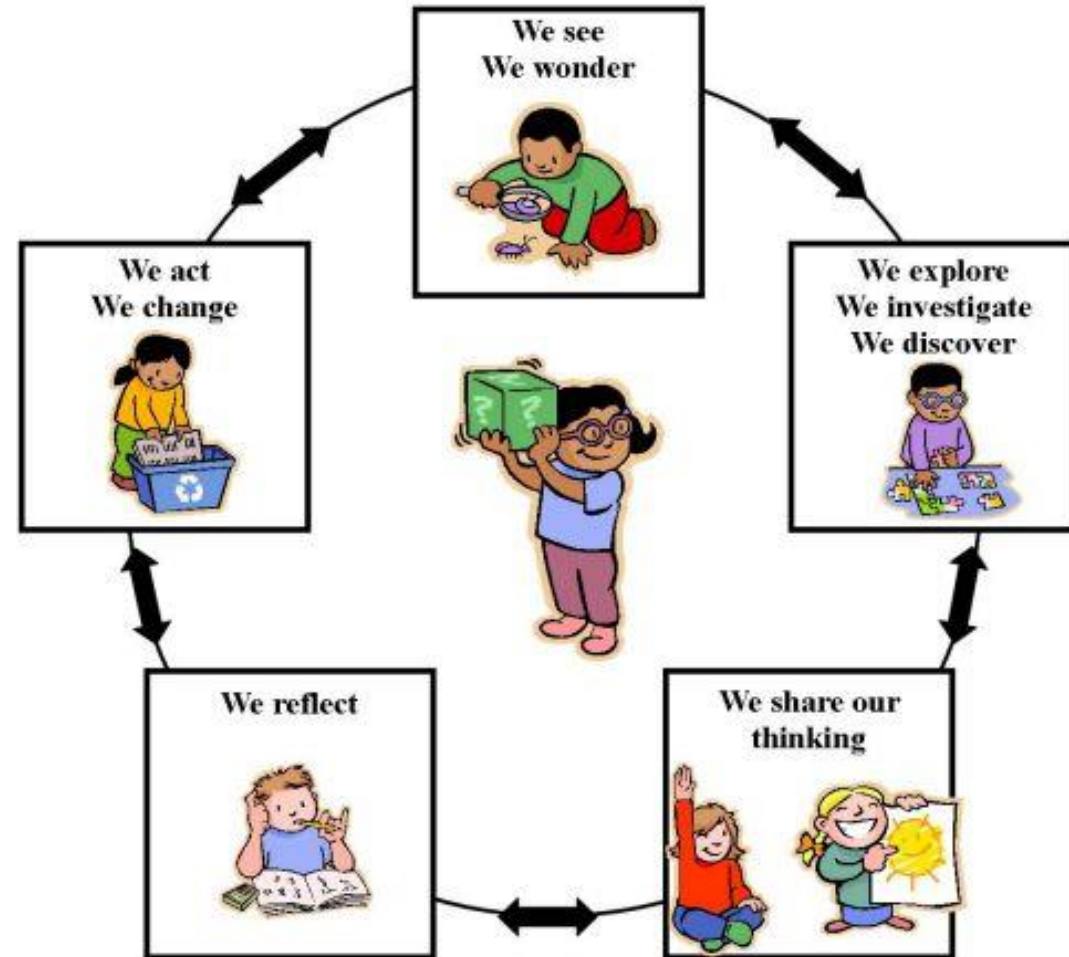 We see
We wonder
We explore
We investigate
We discover
We share our
thinking
We reflect
We act
We change